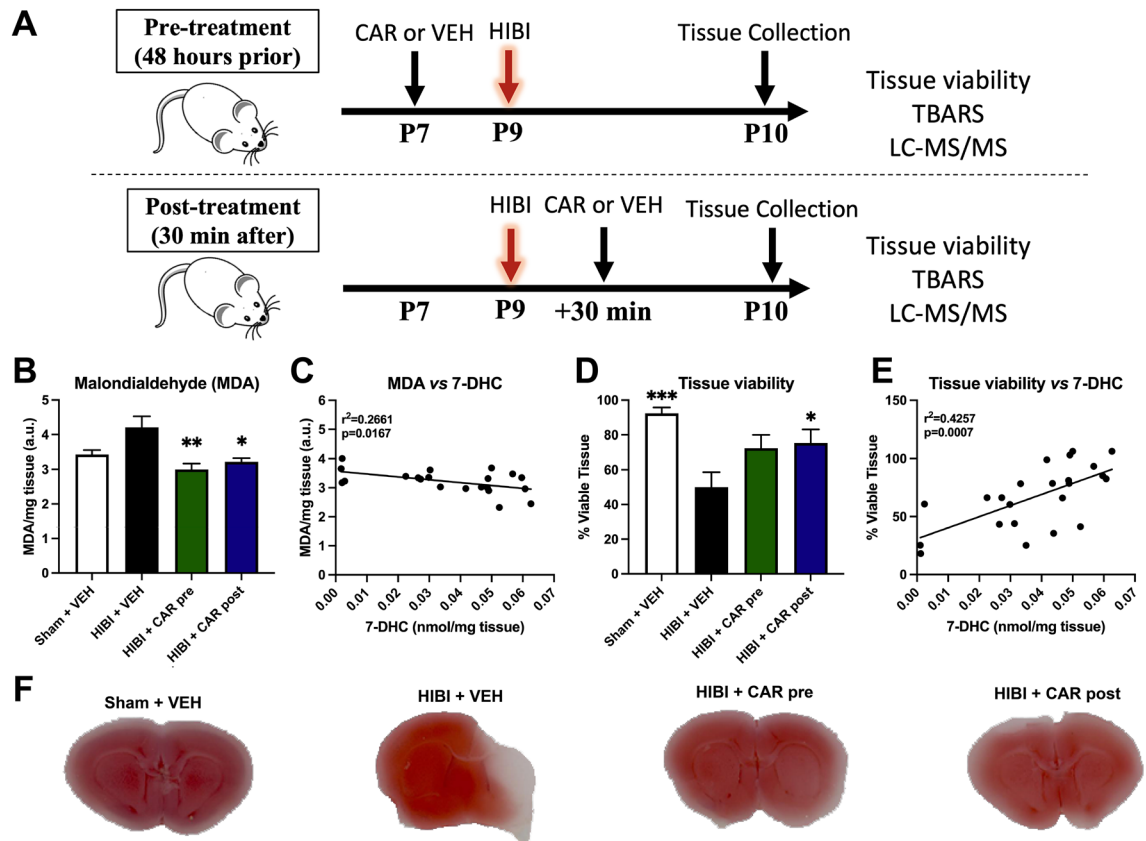 A
Pre-treatment
(48 hours prior)
CAR or VEH
HIBI
Tissue Collection
P7
P9
P10
Tissue viability
TBARS
LC-MS/MS
Post-treatment
(30 min after)
HIBI
CAR or VEH
Tissue Collection
P7
P9
+30 min
P10
Tissue viability
TBARS
LC-MS/MS
B
Malondialdehyde (MDA)
MDA/mg tissue (a.u.)
5
4
3
2
1
0
**
*
Sham + VEH
HIBI + VEH
HIBI + CAR pre
HIBI + CAR post
C
MDA vs 7-DHC
r²=0.2661
p=0.0167
MDA/mg tissue (a.u.)
6
5
4
3
2
1
0
0.00
0.01
0.02
0.03
0.04
0.05
0.06
0.07
7-DHC (nmol/mg tissue)
D
Tissue viability
% Viable Tissue
100
80
60
40
20
0
***
*
Sham + VEH
HIBI + VEH
HIBI + CAR pre
HIBI + CAR post
E
Tissue viability vs 7-DHC
r²=0.4257
p=0.0007
% Viable Tissue
150
100
50
0
0.00
0.01
0.02
0.03
0.04
0.05
0.06
0.07
7-DHC (nmol/mg tissue)
F
Sham + VEH
HIBI + VEH
HIBI + CAR pre
HIBI + CAR post